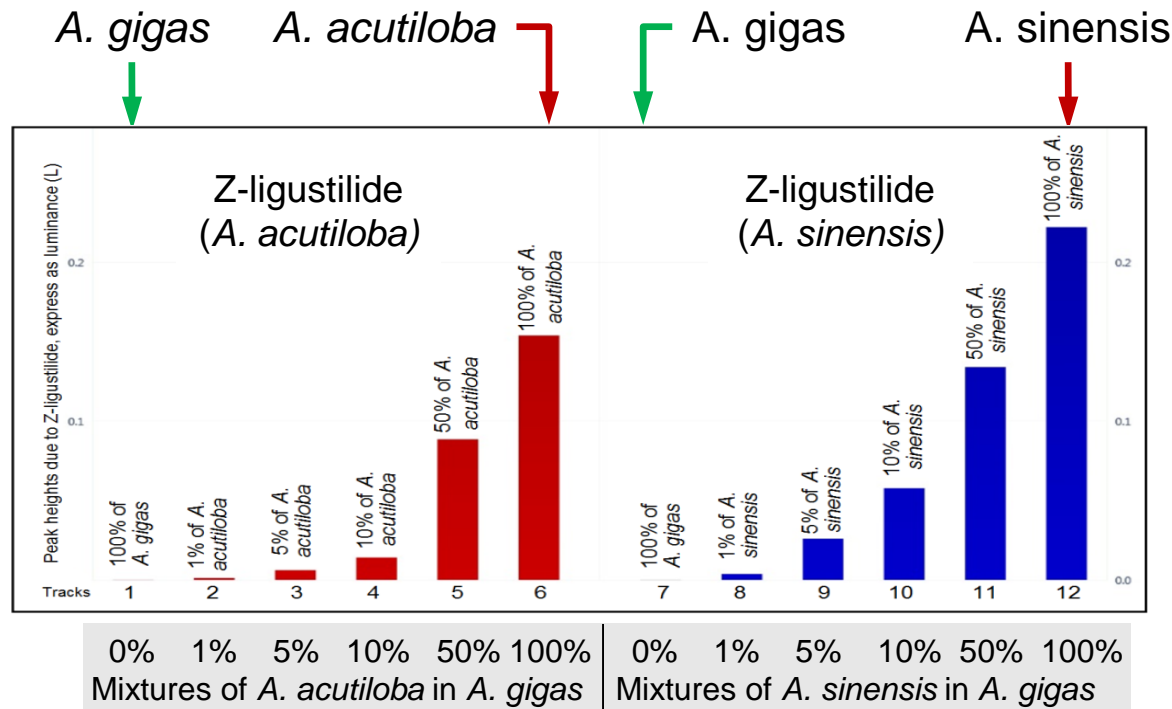 A. gigas
A. acutiloba
A. gigas
A. sinensis
Peak heights due to Z-ligustilide, express as luminance (L)
Z-ligustilide
(A. acutiloba)
Z-ligustilide
(A. sinensis)
0.2
0.1
100% of
A. gigas
1% of A.
acutiloba
5% of A.
acutiloba
10% of A.
acutiloba
50% of A.
acutiloba
100% of A.
acutiloba
100% of
A. gigas
1% of A.
sinensis
5% of A.
sinensis
10% of A.
sinensis
50% of A.
sinensis
100% of A.
sinensis
0.2
0.1
0.0
Tracks 1 2 3 4 5 6 7 8 9 10 11 12
0% 1% 5% 10% 50% 100%
Mixtures of A. acutiloba in A. gigas
0% 1% 5% 10% 50% 100%
Mixtures of A. sinensis in A. gigas